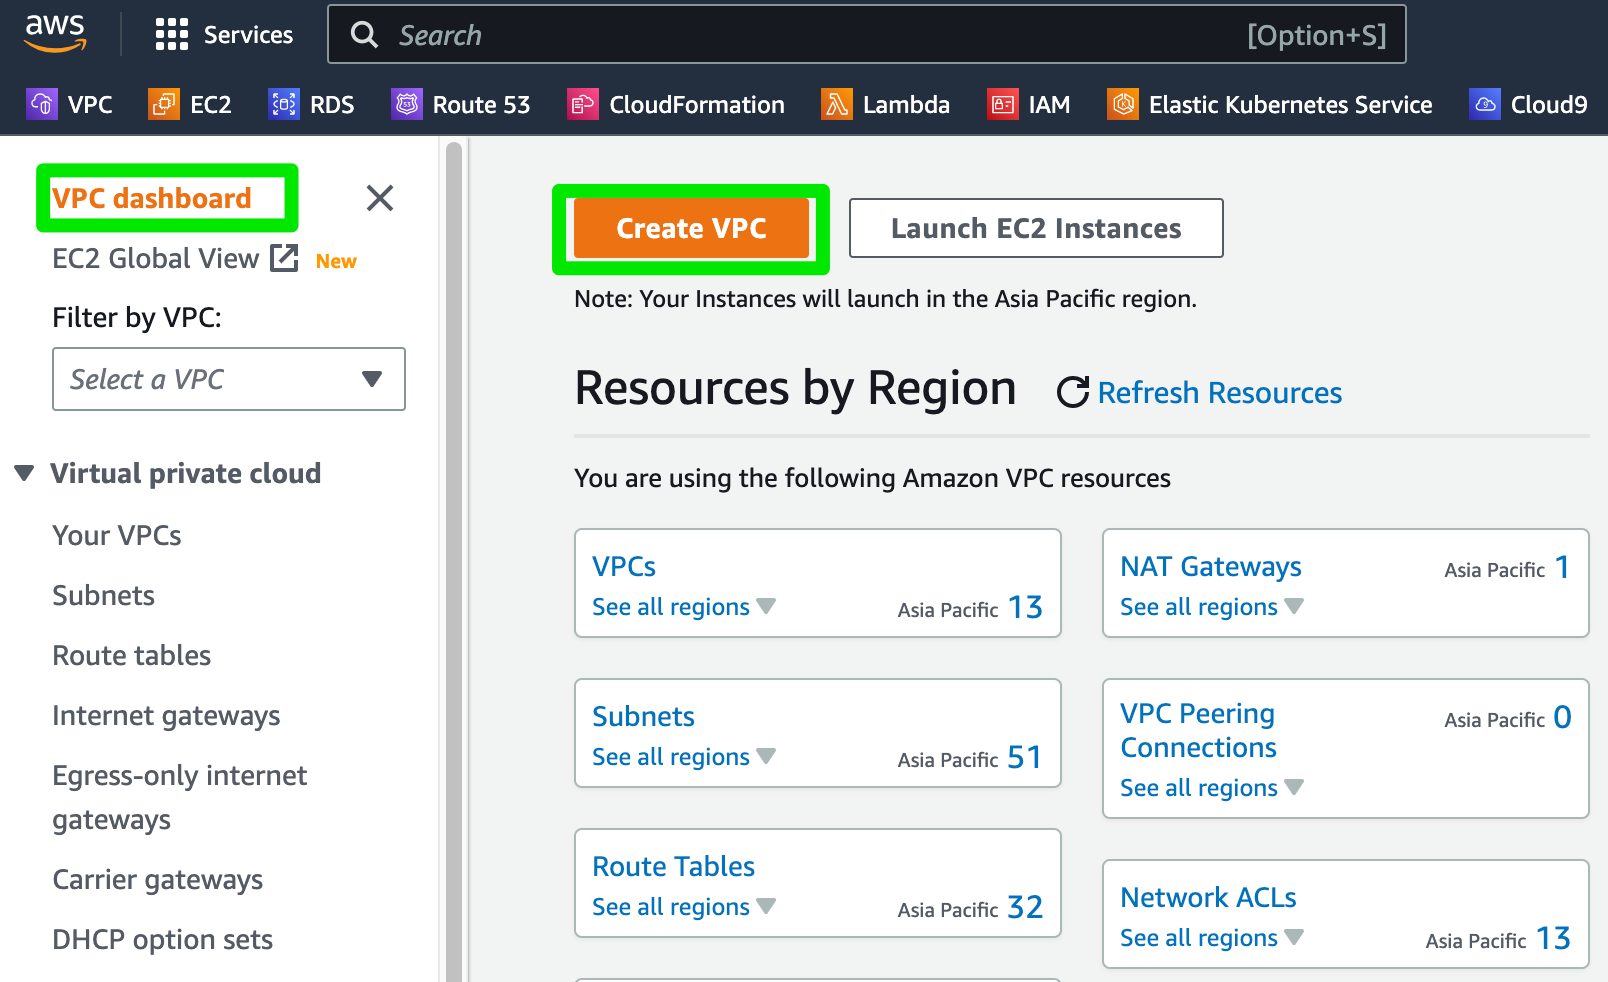 aws
Services
Search
[Option+S]
VPC
EC2
RDS
Route 53
CloudFormation
Lambda
IAM
Elastic Kubernetes Service
Cloud9
VPC dashboard
EC2 Global View
New
Filter by VPC:
Select a VPC
Virtual private cloud
Your VPCs
Subnets
Route tables
Internet gateways
Egress-only internet
gateways
Carrier gateways
DHCP option sets
Create VPC
Launch EC2 Instances
Note: Your Instances will launch in the Asia Pacific region.
Resources by Region
Refresh Resources
You are using the following Amazon VPC resources
VPCs
See all regions
Asia Pacific 13
NAT Gateways
Asia Pacific 1
See all regions
Subnets
See all regions
Asia Pacific 51
VPC Peering
Connections
Asia Pacific 0
See all regions
Route Tables
See all regions
Asia Pacific 32
Network ACLs
See all regions
Asia Pacific 13